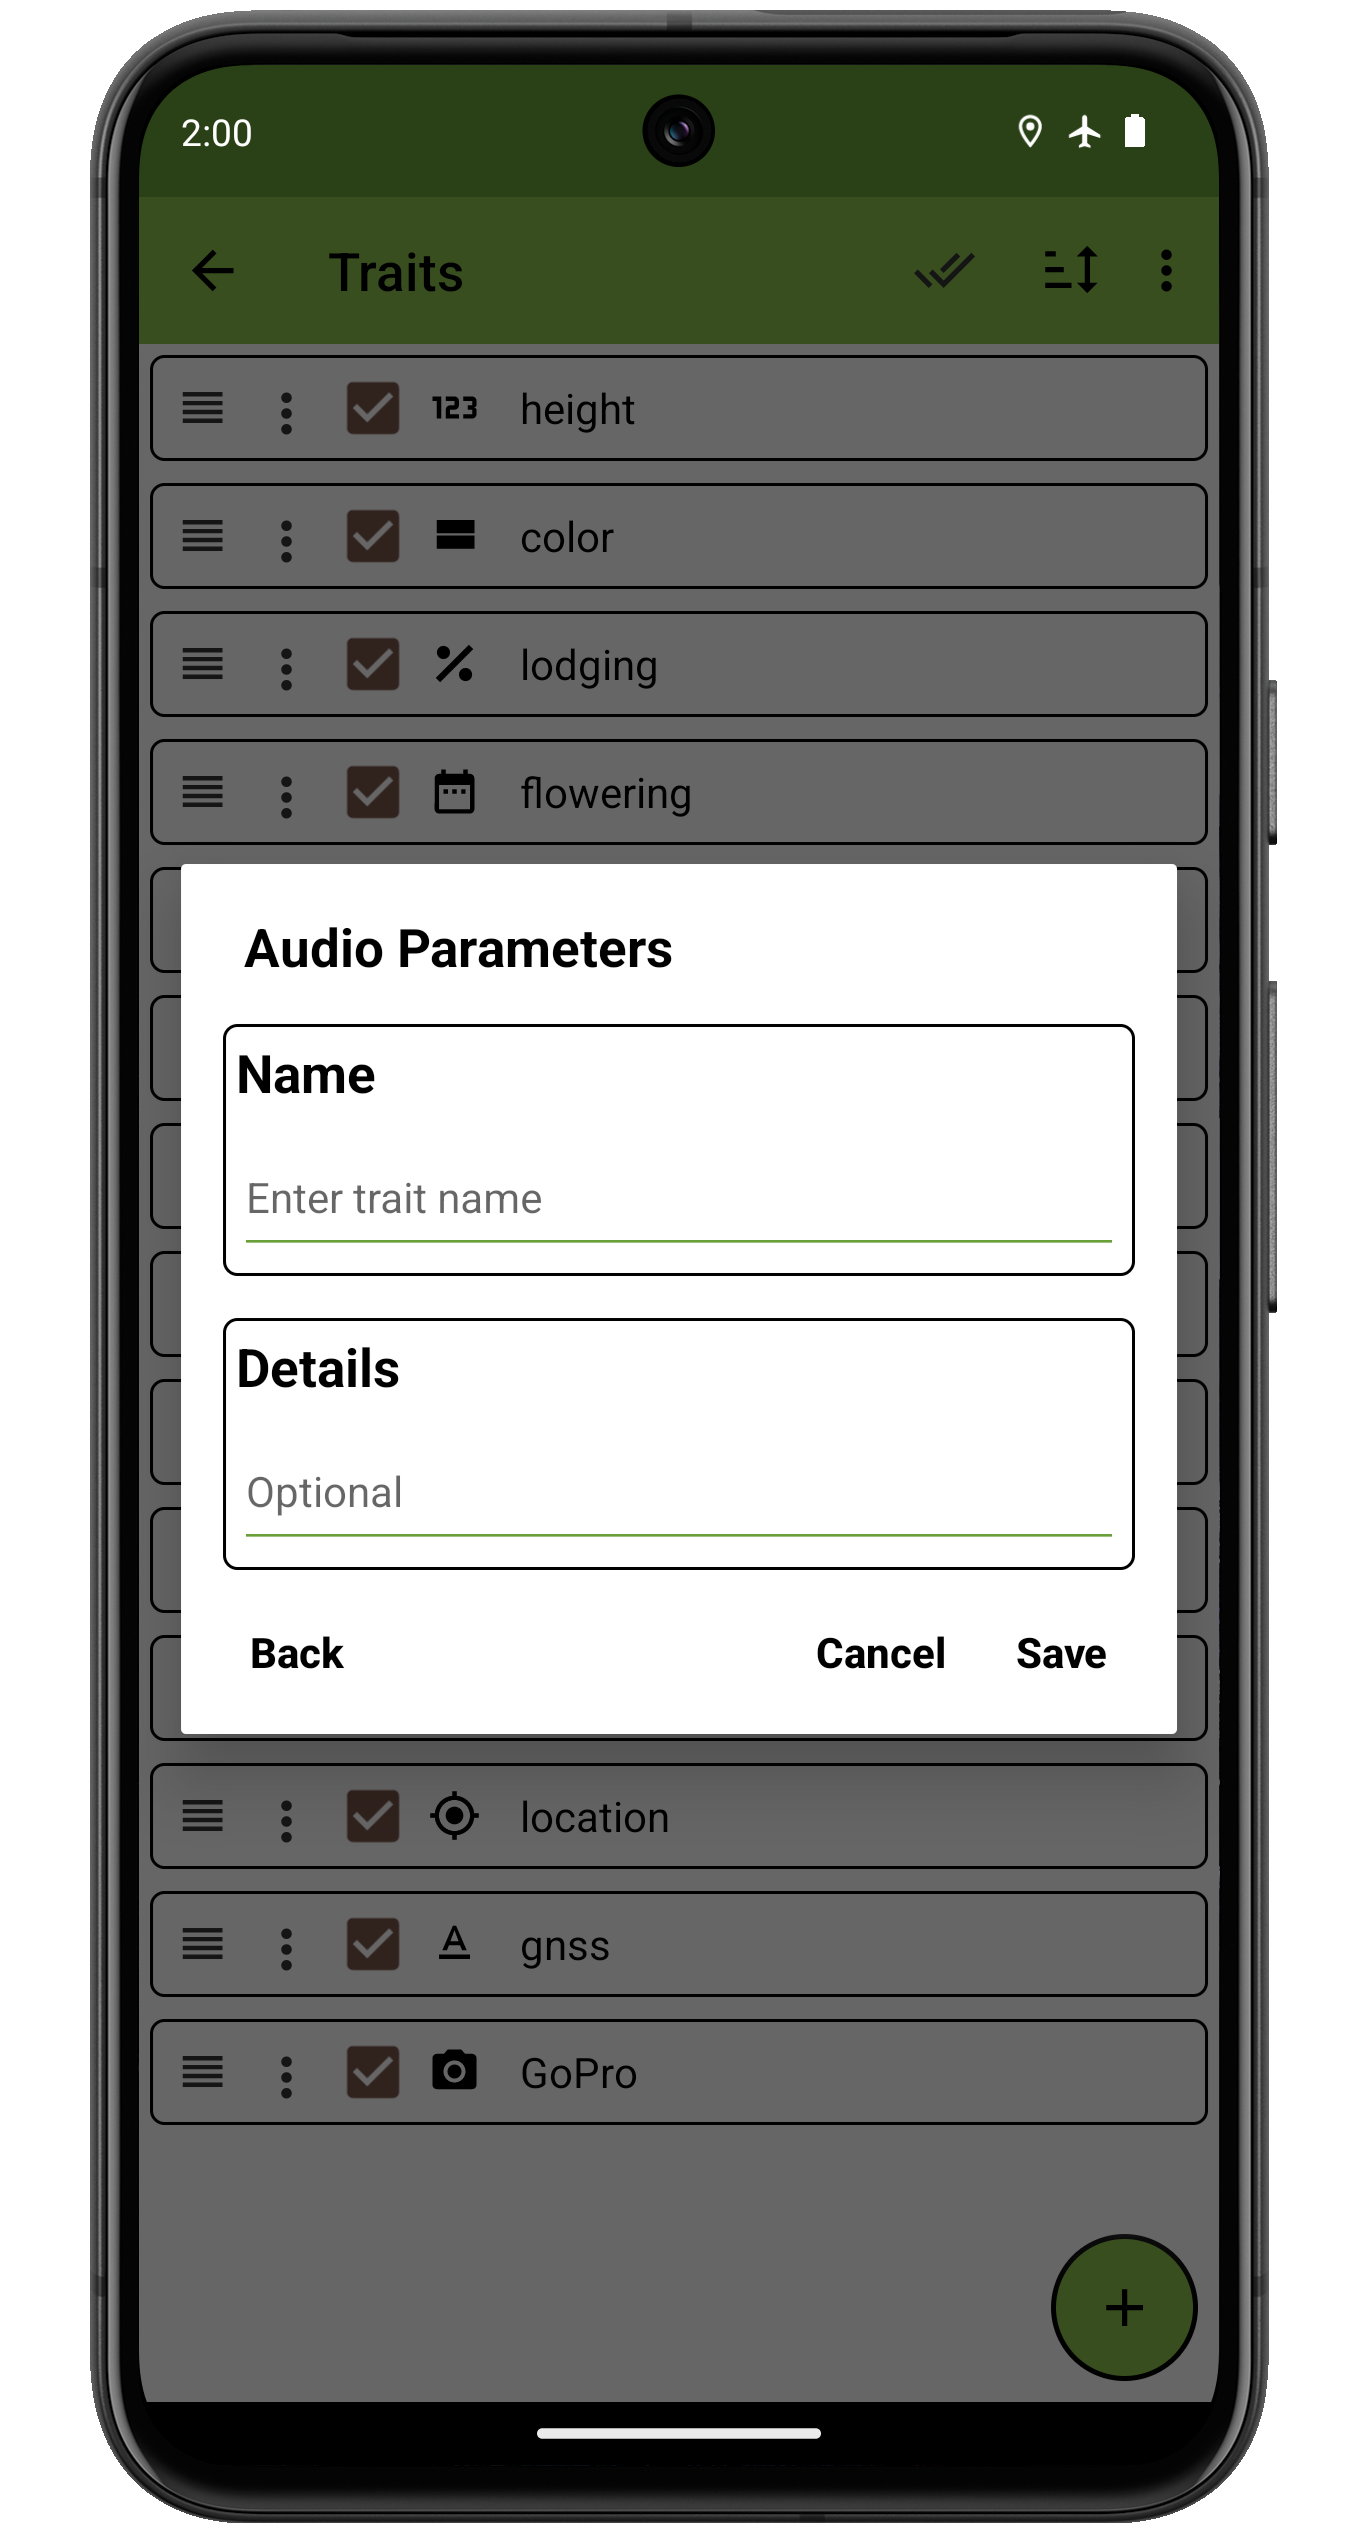 2:00
Traits
123 height
color
lodging
flowering
Audio Parameters
Name
Enter trait name
Details
Optional
Back Cancel Save
location
A gnss
GoPro